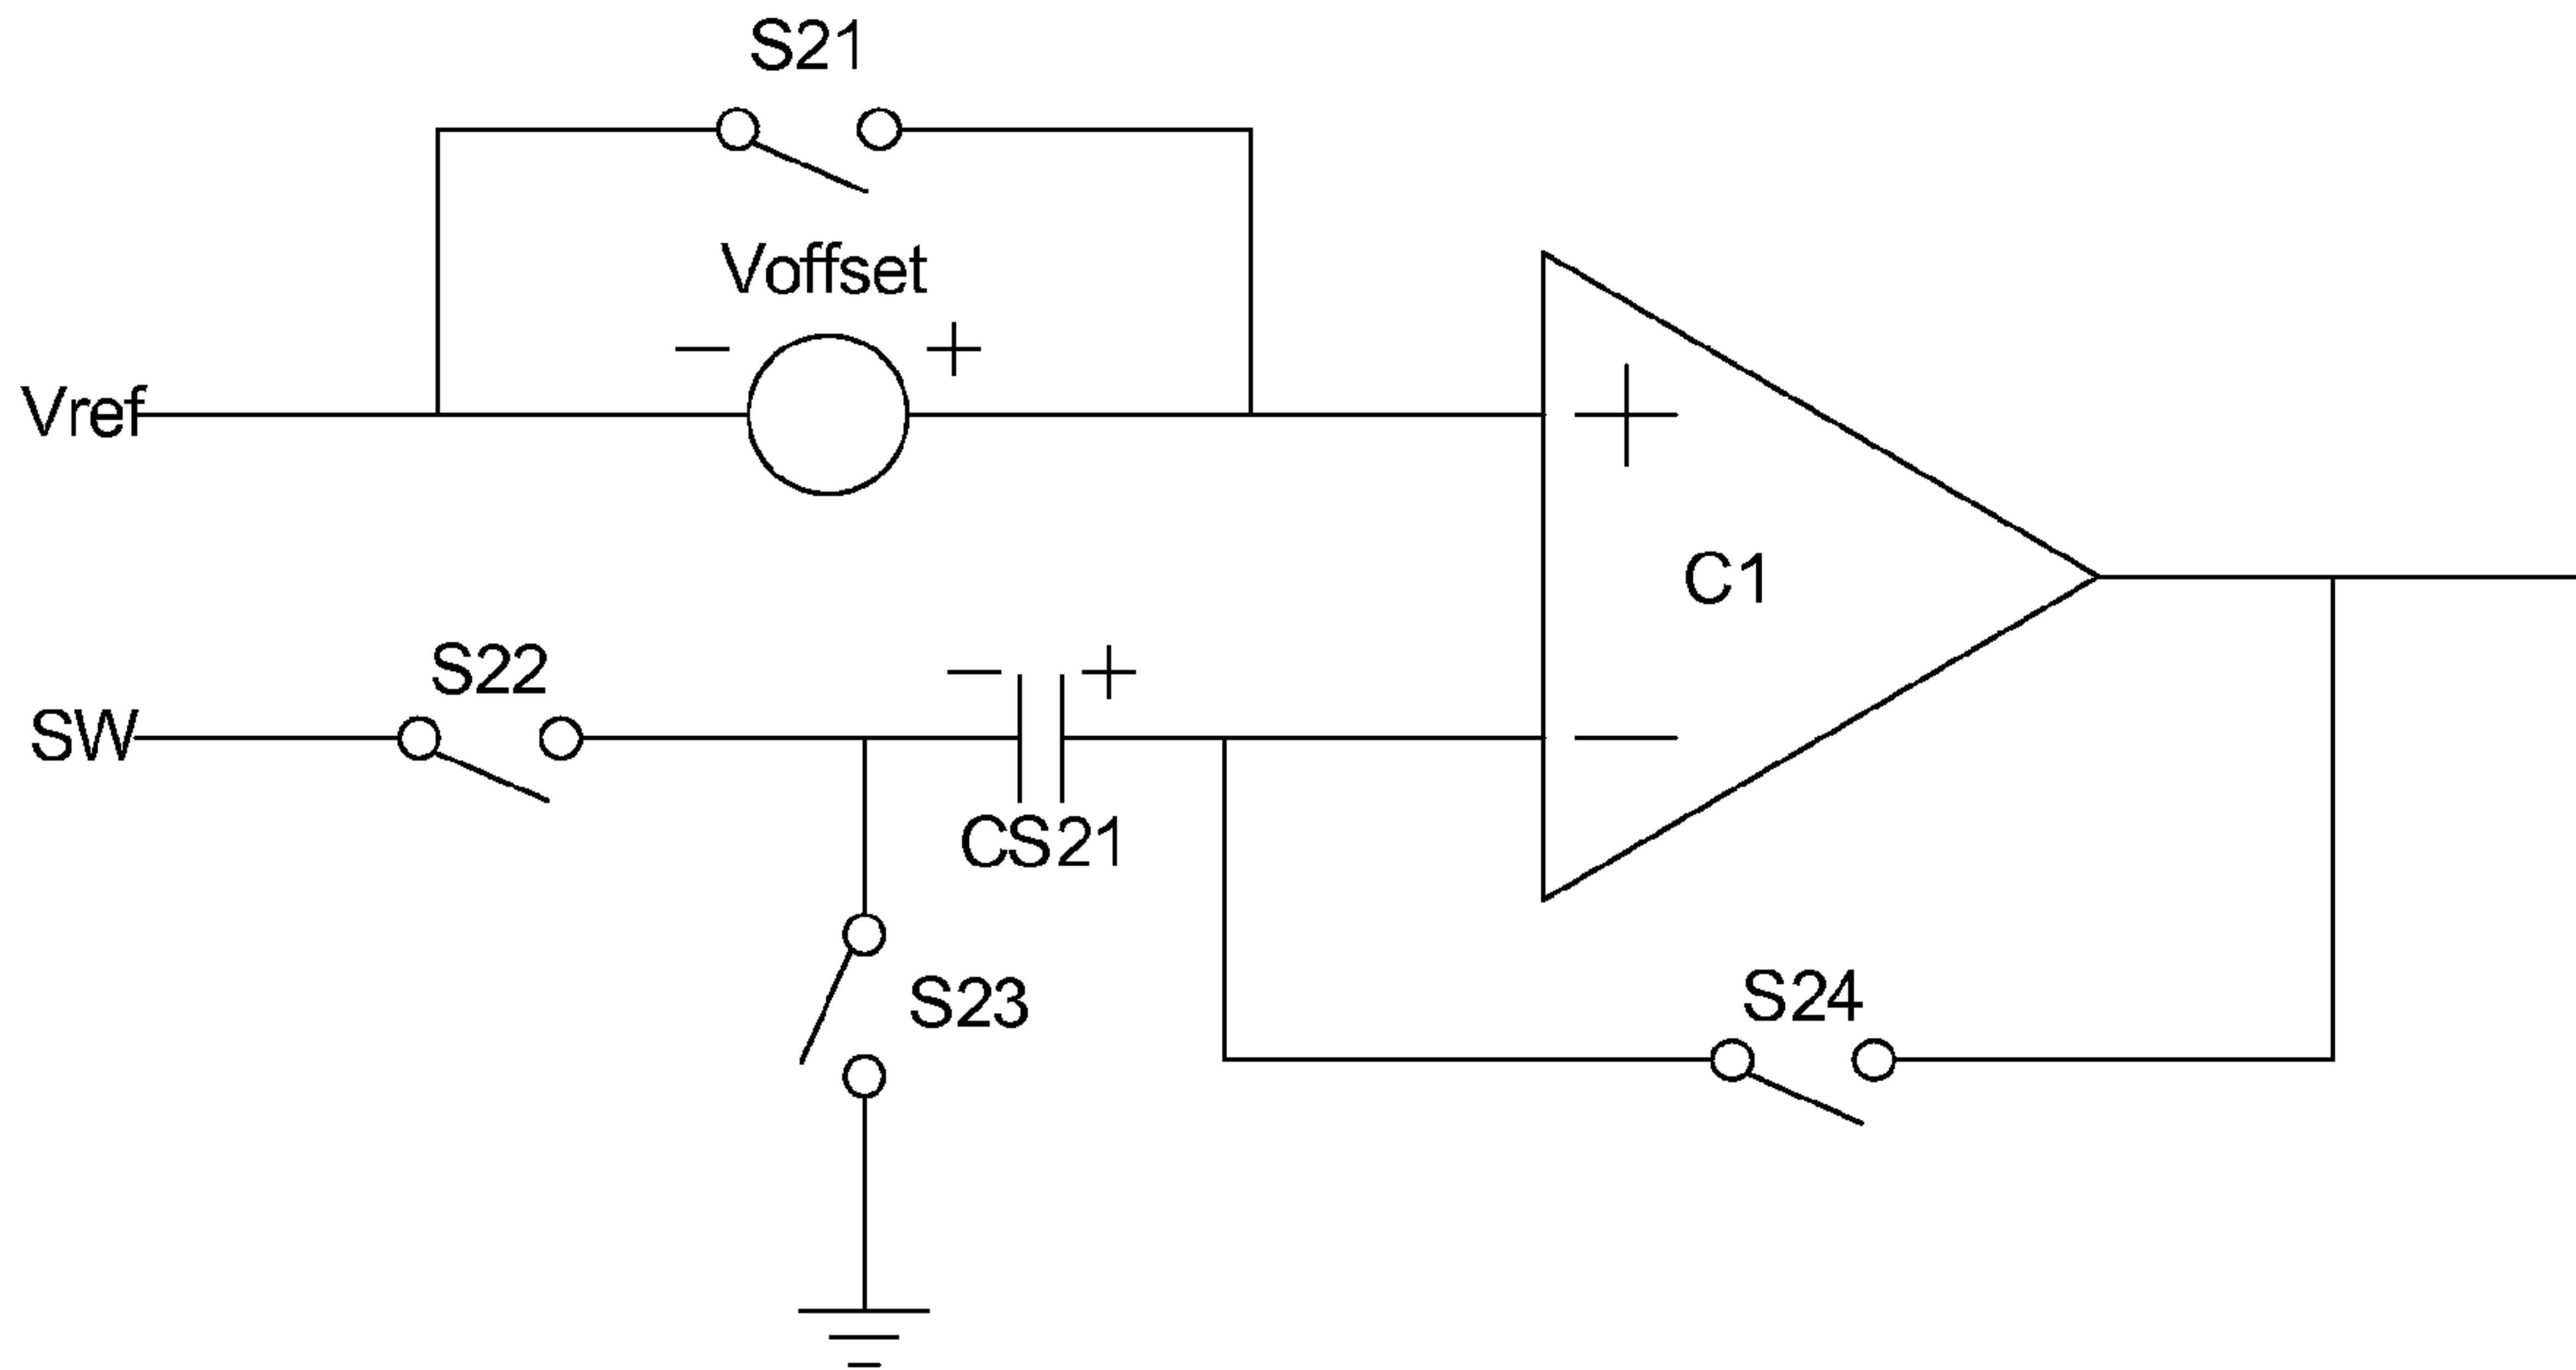 S21
Voffset
− +
Vref
+
C1
S22
− +
SW
−
CS21
S23
S24